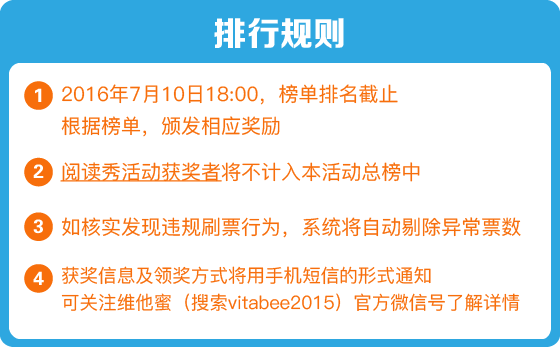 排行规则
1 2016年7月10日18:00，榜单排名截止
根据榜单，颁发相应奖励
2 阅读秀活动获奖者将不计入本活动总榜中
3 如核实发现违规刷票行为，系统将自动剔除异常票数
4 获奖信息及领奖方式将用手机短信的形式通知
可关注维他蜜（搜索vitabee2015）官方微信号了解详情